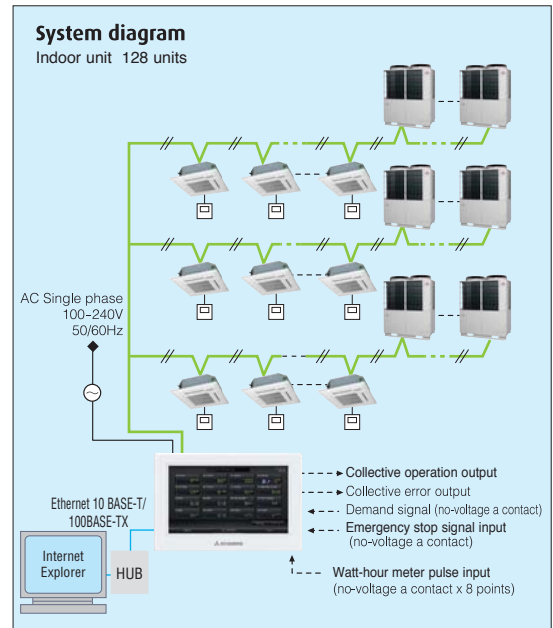 System diagram
Indoor unit 128 units
AC Single phase
100-240V
50/60Hz
Ethernet 10 BASE-T/
100BASE-TX
Internet
Explorer
HUB
Collective operation output
Collective error output
Demand signal (no-voltage a contact)
Emergency stop signal input
(no-voltage a contact)
Watt-hour meter pulse input
(no-voltage a contact x 8 points)